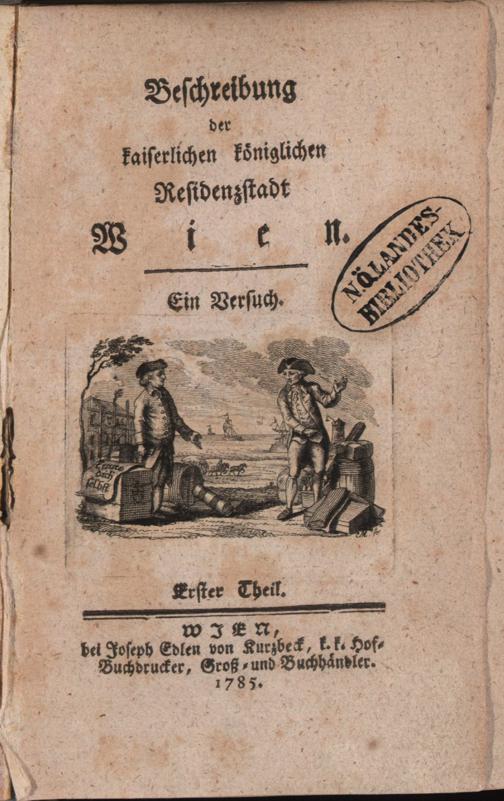 Beschreibung
der
kaiserlichen königlichen
Residenzstadt
Wien.
Ein Versuch.
N.Ö.LANDES-
BIBLIOTHEK
Erster Theil.
WIEN,
bei Joseph Edlen von Kurzbeck, k. k. Hof-
Buchdrucker, Groß- und Buchhändler.
1785.